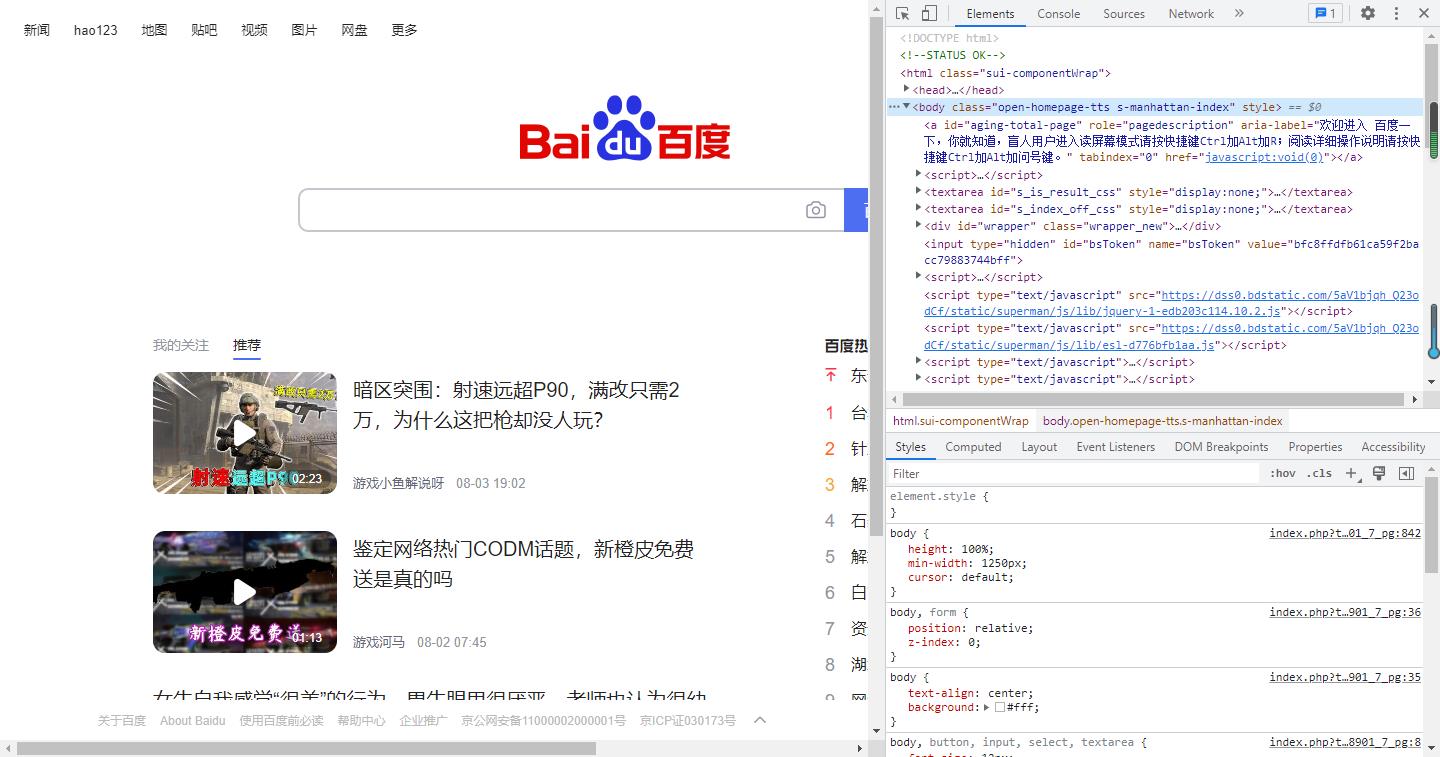 新闻 hao123 地图 贴吧 视频 图片 网盘 更多
Bai du 百度
我的关注 推荐
暗区突围：射速远超P90，满改只需2
万，为什么这把枪却没人玩？
射速远超P90 02:23
游戏小鱼解说呀 08-03 19:02
鉴定网络热门CODM话题，新橙皮免费
送是真的吗
新橙皮免费送 01:13
游戏河马 08-02 07:45
百度热
东
1 台
2 针
3 解
4 石
5 解
6 白
7 资
8 湖
9
关于百度 About Baidu 使用百度前必读 帮助中心 企业推广 京公网安备11000002000001号 京ICP证030173号
Elements Console Sources Network 1
<!DOCTYPE html>
<!--STATUS OK-->
<html class="sui-componentWrap">
<head>…</head>
<body class="open-homepage-tts s-manhattan-index" style> == $0
<a id="aging-total-page" role="pagedescription" aria-label="欢迎进入 百度一
下，你就知道，盲人用户进入读屏幕模式请按快捷键Ctrl加Alt加R；阅读详细操作说明请按快
捷键Ctrl加Alt加问号键。" tabindex="0" href="javascript:void(0)"></a>
<script>…</script>
<textarea id="s_is_result_css" style="display:none;">…</textarea>
<textarea id="s_index_off_css" style="display:none;">…</textarea>
<div id="wrapper" class="wrapper_new">…</div>
<input type="hidden" id="bsToken" name="bsToken" value="bfc8ffdfb61ca59f2ba
cc79883744bff">
<script>…</script>
<script type="text/javascript" src="https://dss0.bdstatic.com/5aV1bjqh_Q23o
dCf/static/superman/js/lib/jquery-1-edb203c114.10.2.js"></script>
<script type="text/javascript" src="https://dss0.bdstatic.com/5aV1bjqh_Q23o
dCf/static/superman/js/lib/esl-d776bfb1aa.js"></script>
<script type="text/javascript">…</script>
<script type="text/javascript">…</script>
html.sui-componentWrap body.open-homepage-tts.s-manhattan-index
Styles Computed Layout Event Listeners DOM Breakpoints Properties Accessibility
Filter :hov .cls
element.style {
}
body { index.php?t…01_7_pg:842
height: 100%;
min-width: 1250px;
cursor: default;
}
body, form { index.php?t…901_7_pg:36
position: relative;
z-index: 0;
}
body { index.php?t…901_7_pg:35
text-align: center;
background: #fff;
}
body, button, input, select, textarea { index.php?t…8901_7_pg:8